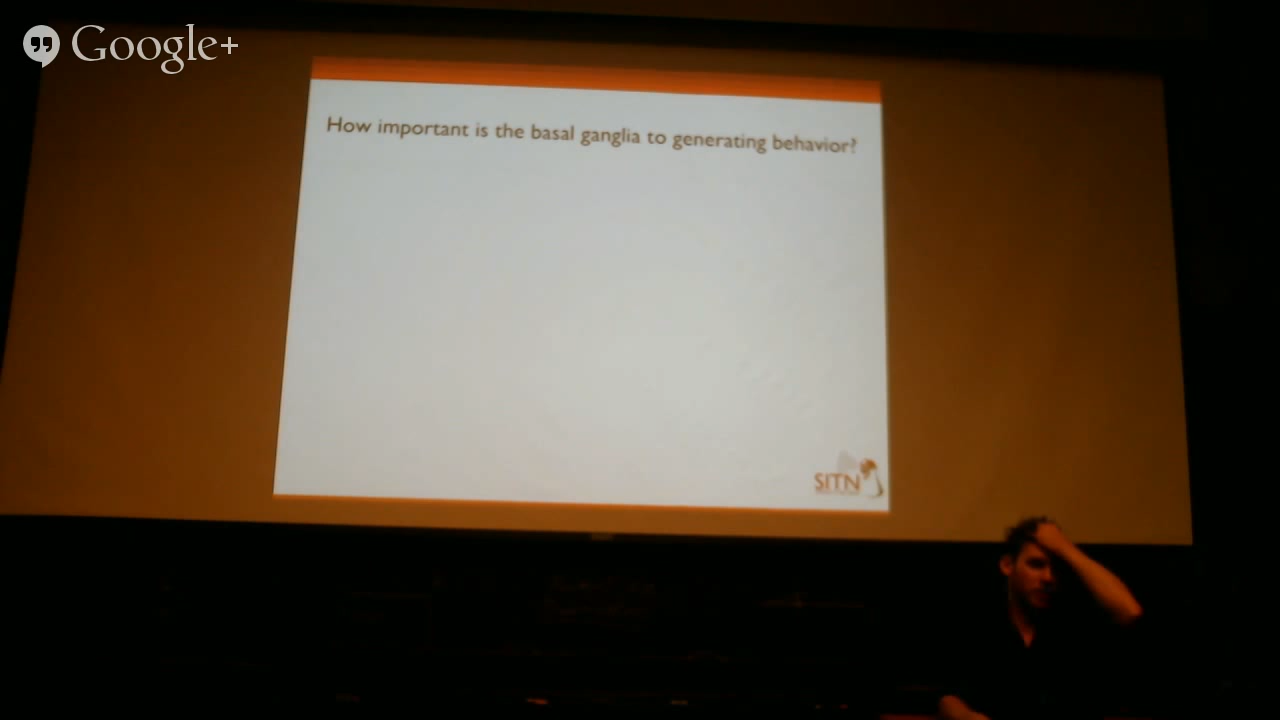 Google+
How important is the basal ganglia to generating behavior?
SITN